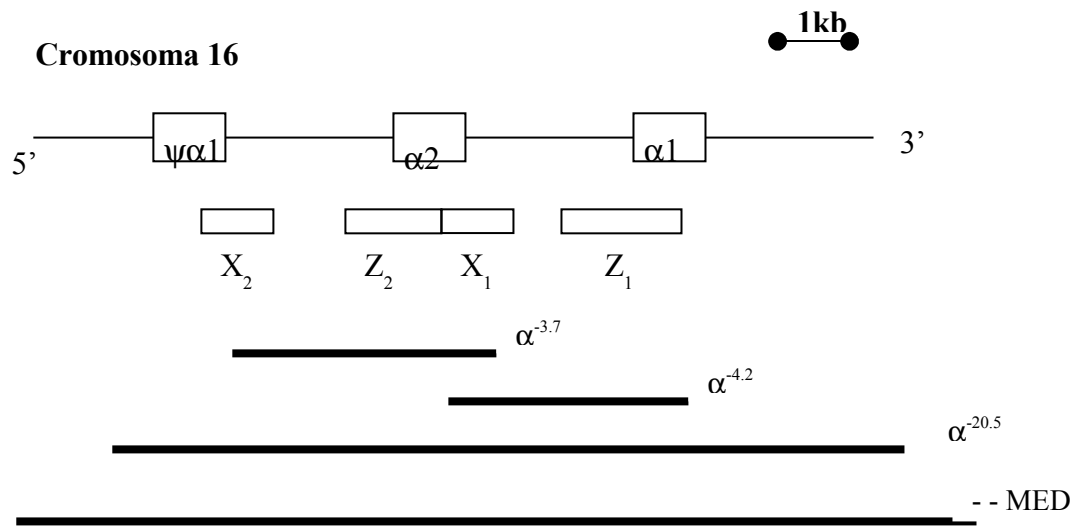 1kb
Cromosoma 16
5’ ψα1 α2 α1 3’
X₂ Z₂ X₁ Z₁
α⁻³·⁷
α⁻⁴·²
α⁻²⁰·⁵
- - MED